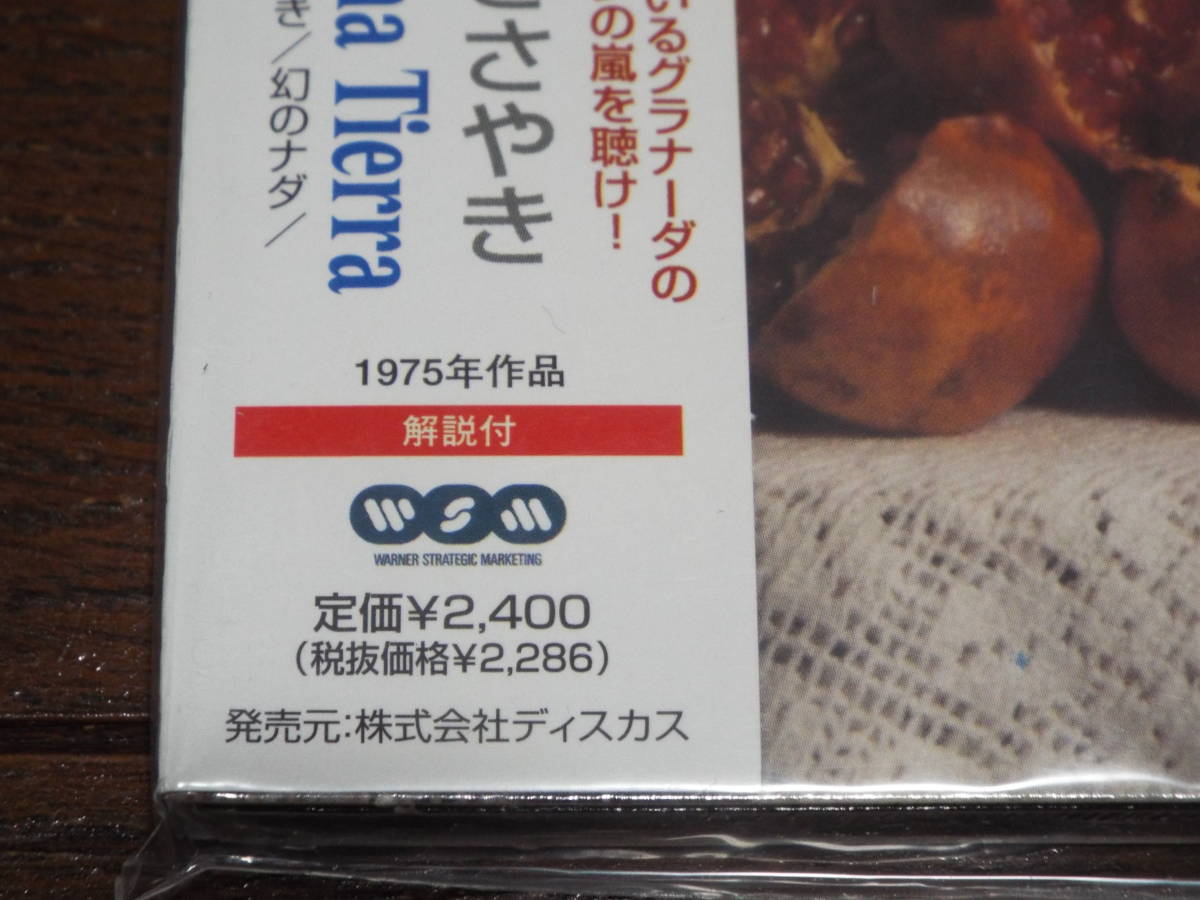 いるグラナーダの
の嵐を聴け!
ささやき
na Tierra
き/幻のナダ/
1975年作品
解説付
WSM
WARNER STRATEGIC MARKETING
定価¥2,400
(税抜価格¥2,286)
発売元:株式会社ディスカス